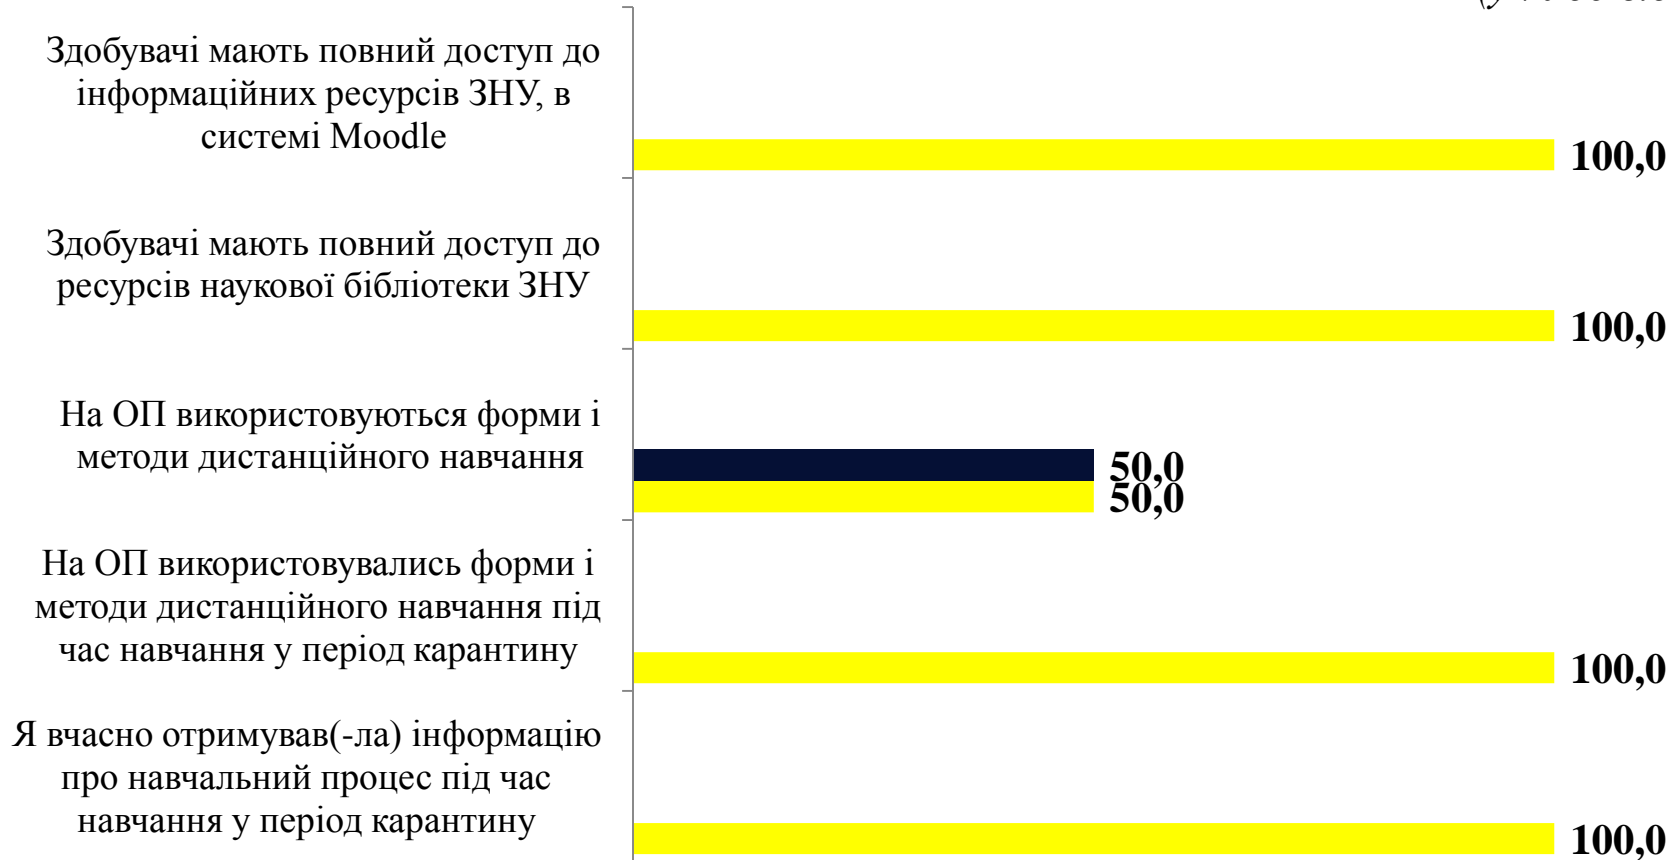 Здобувачі мають повний доступ до
інформаційних ресурсів ЗНУ, в
системі Moodle
100,0
Здобувачі мають повний доступ до
ресурсів наукової бібліотеки ЗНУ
100,0
На ОП використовуються форми і
методи дистанційного навчання
50,0
50,0
На ОП використовувались форми і
методи дистанційного навчання під
час навчання у період карантину
100,0
Я вчасно отримував(-ла) інформацію
про навчальний процес під час
навчання у період карантину
100,0